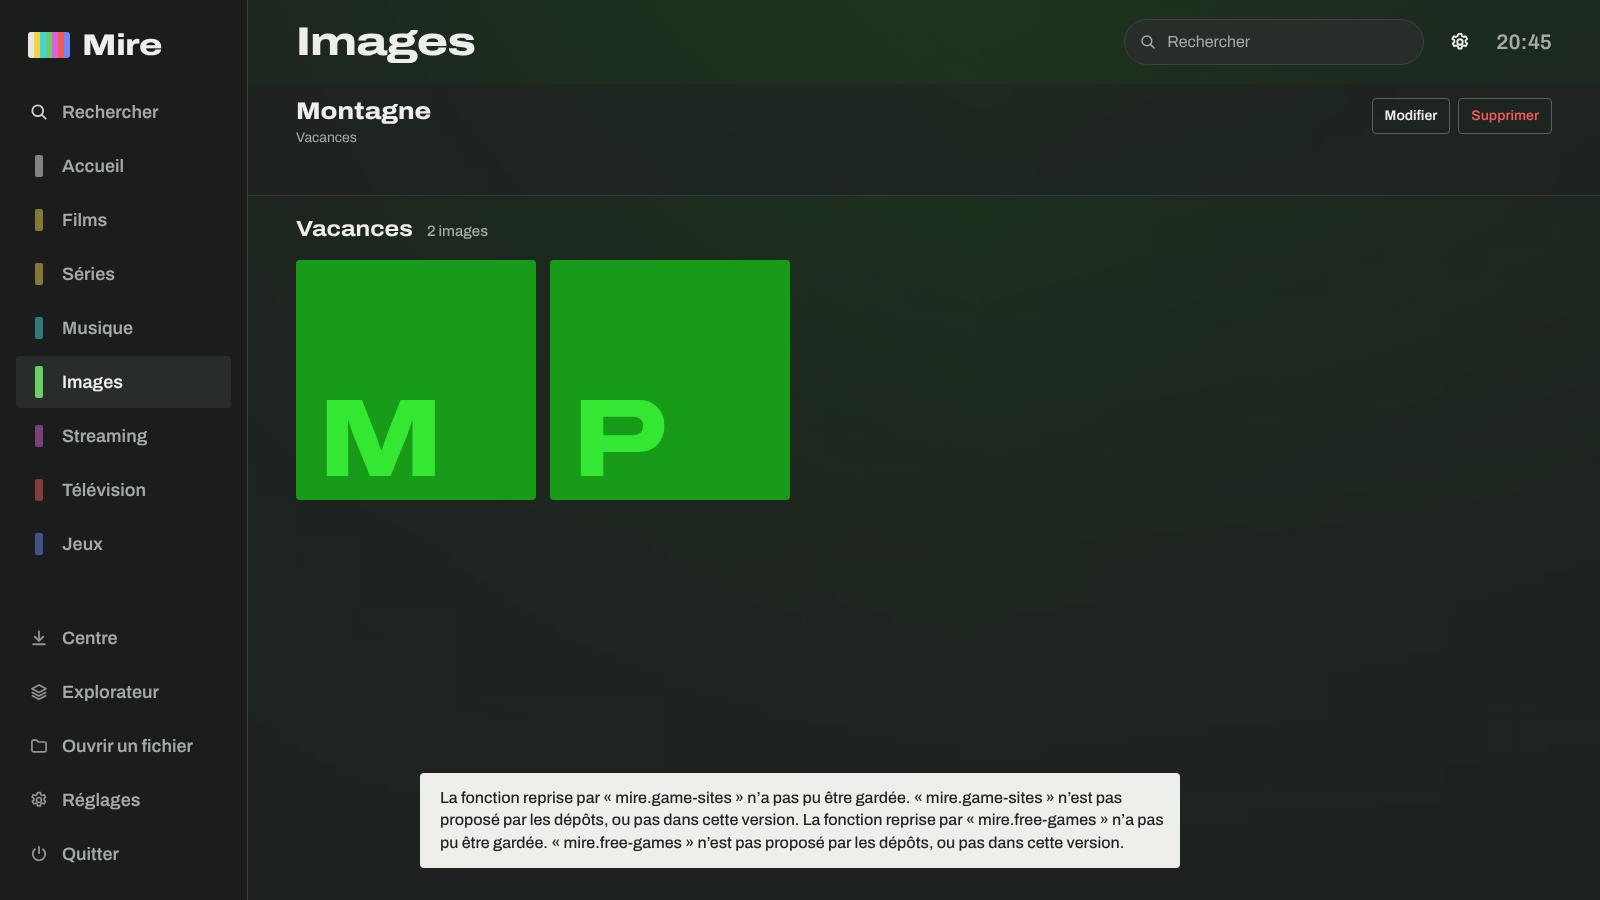 Mire
Images
Rechercher
20:45
Rechercher
Accueil
Films
Séries
Musique
Images
Streaming
Télévision
Jeux
Centre
Explorateur
Ouvrir un fichier
Réglages
Quitter
Montagne
Vacances
Modifier
Supprimer
Vacances 2 images
M
P
La fonction reprise par « mire.game-sites » n’a pas pu être gardée. « mire.game-sites » n’est pas
proposé par les dépôts, ou pas dans cette version. La fonction reprise par « mire.free-games » n’a pas
pu être gardée. « mire.free-games » n’est pas proposé par les dépôts, ou pas dans cette version.